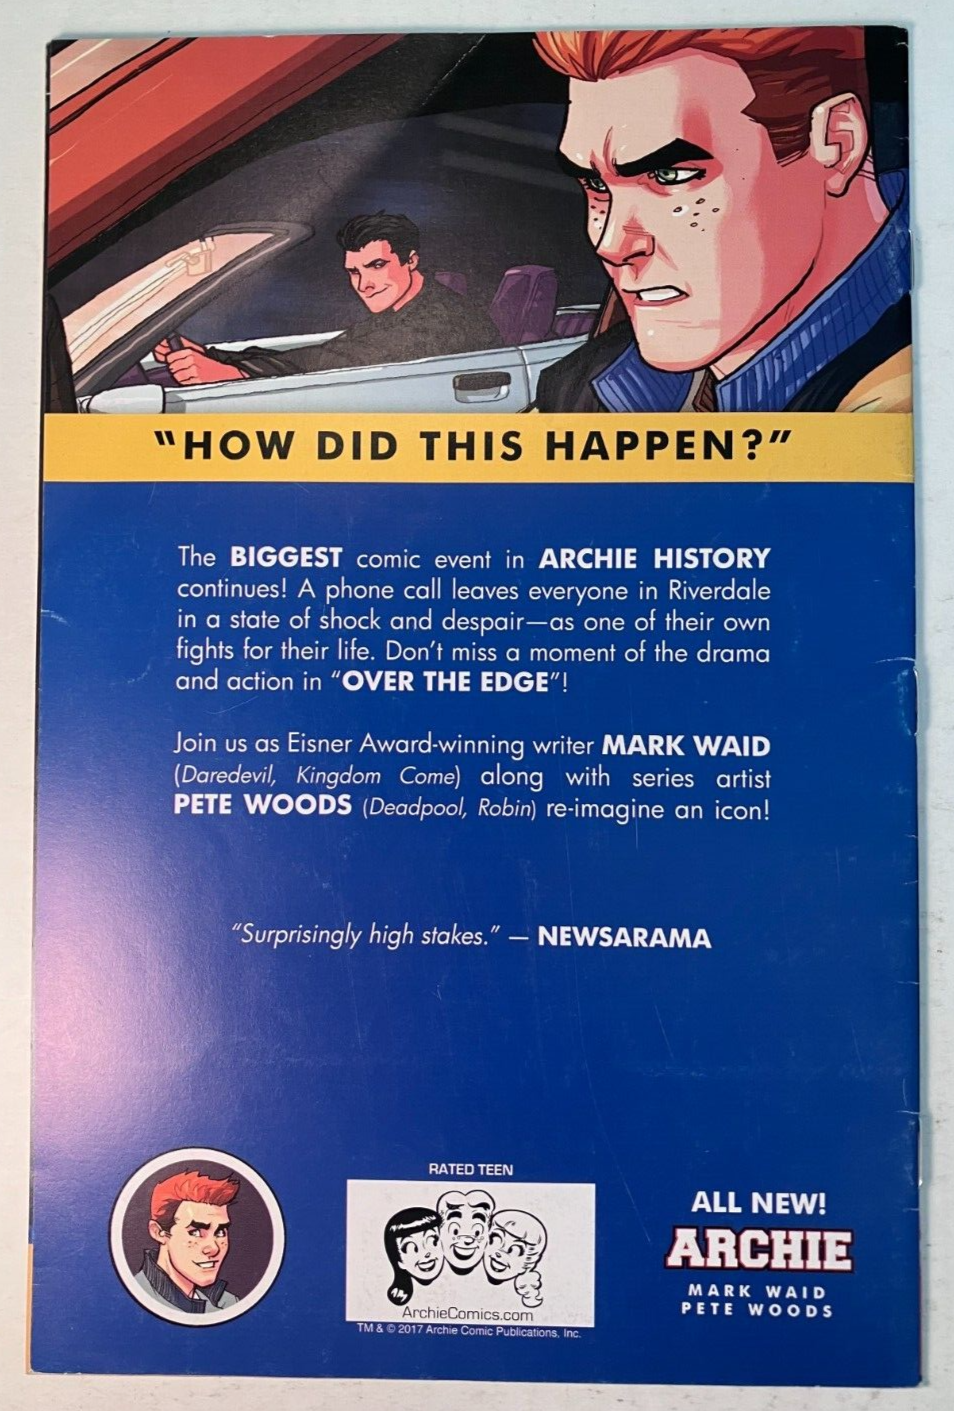 "HOW DID THIS HAPPEN?"
The BIGGEST comic event in ARCHIE HISTORY
continues! A phone call leaves everyone in Riverdale
in a state of shock and despair—as one of their own
fights for their life. Don't miss a moment of the drama
and action in "OVER THE EDGE"!
Join us as Eisner Award-winning writer MARK WAID
(Daredevil, Kingdom Come) along with series artist
PETE WOODS (Deadpool, Robin) re-imagine an icon!
"Surprisingly high stakes." — NEWSARAMA
RATED TEEN
ArchieComics.com
TM & © 2017 Archie Comic Publications, Inc.
ALL NEW!
ARCHIE
MARK WAID
PETE WOODS